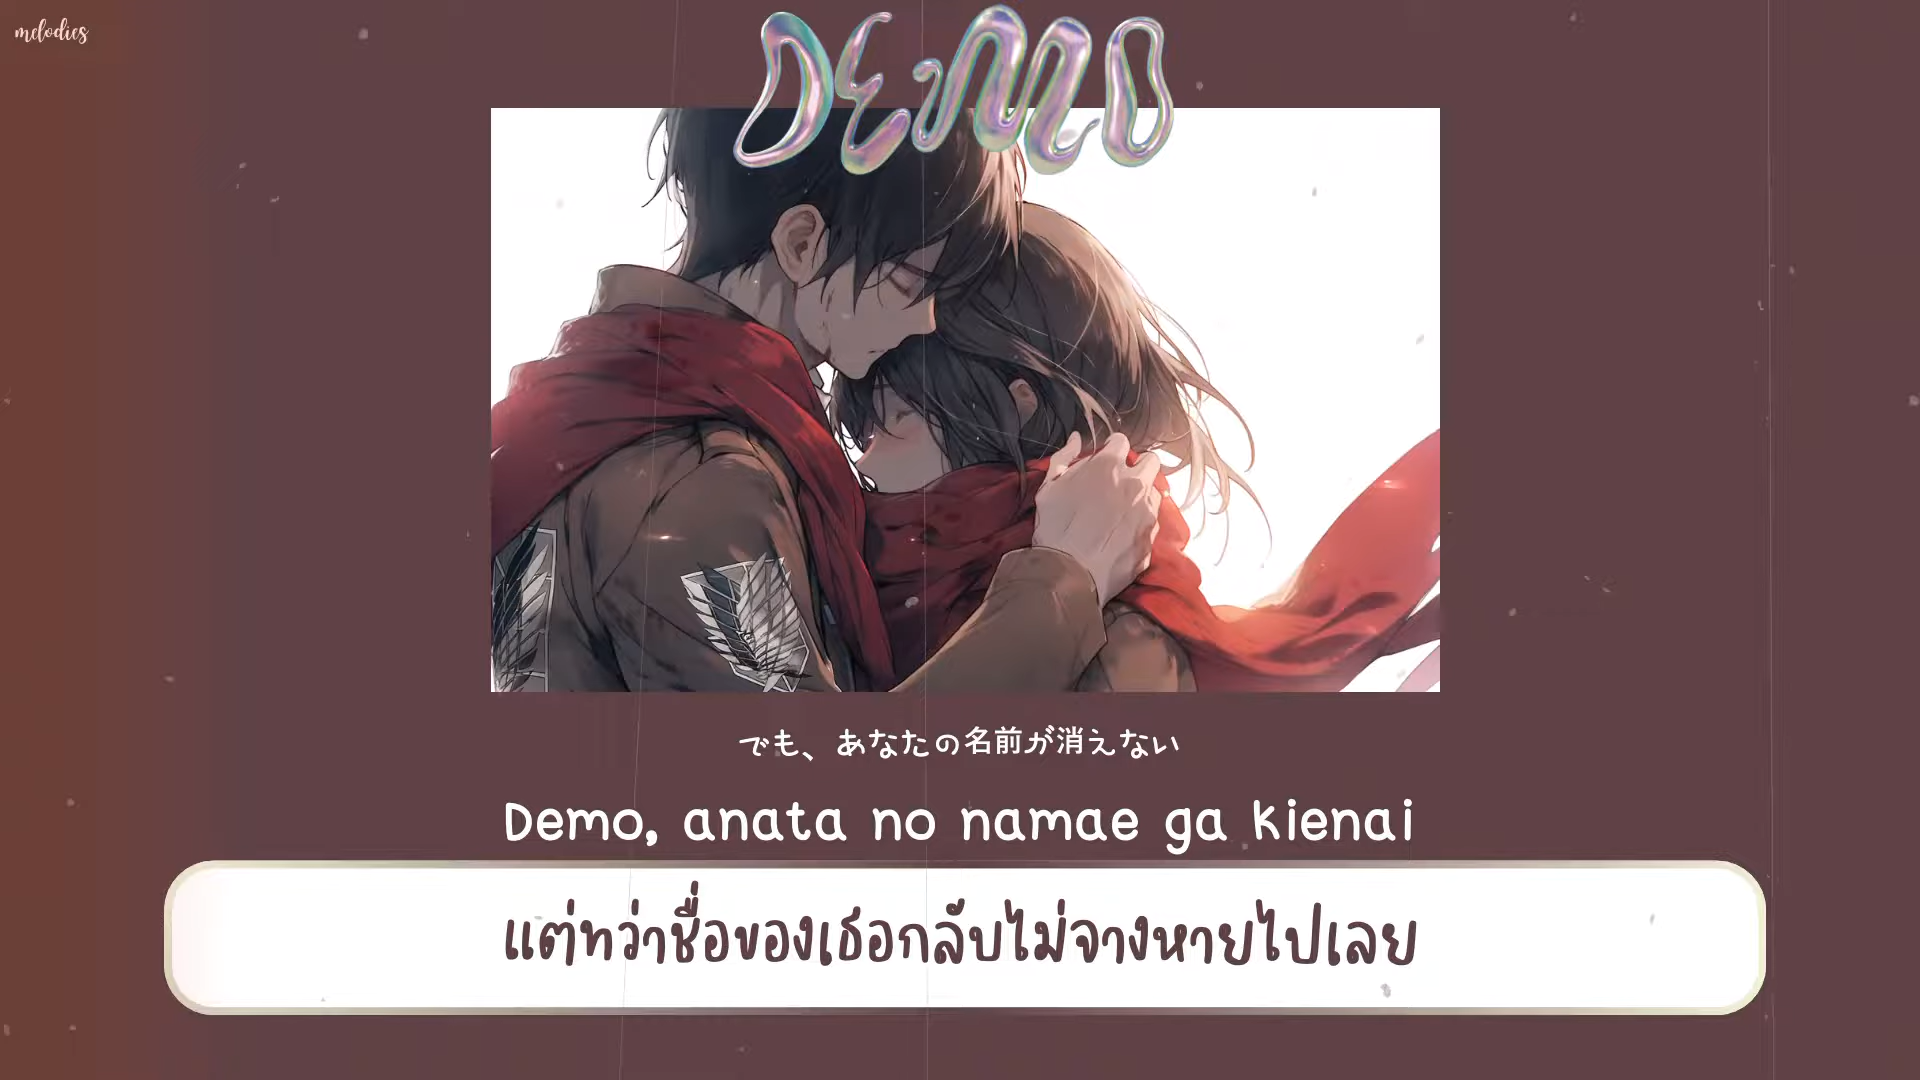 melodies
DEMO
でも、あなたの名前が消えない
Demo, anata no namae ga kienai
แต่ทว่าชื่อของเธอกลับไม่จางหายไปเลย